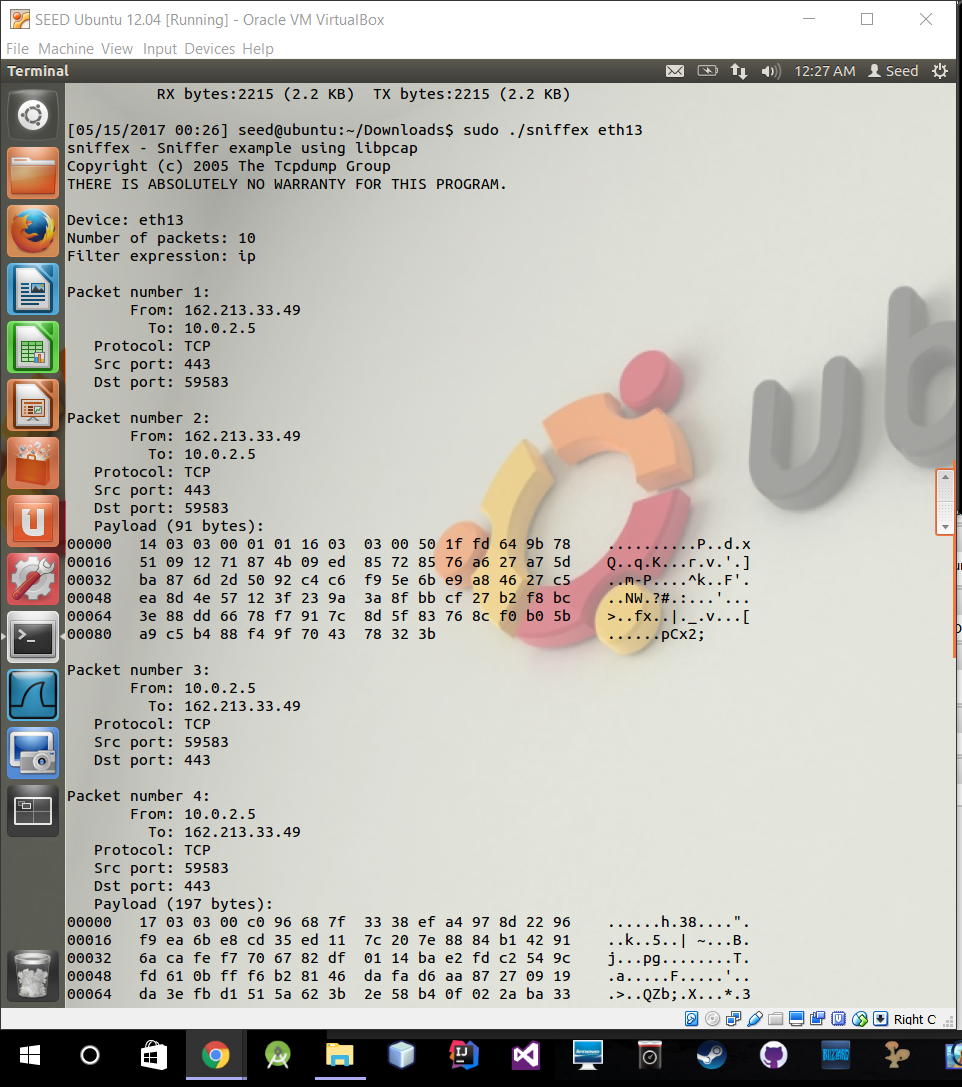 SEED Ubuntu 12.04 [Running] - Oracle VM VirtualBox
File Machine View Input Devices Help
Terminal 12:27 AM Seed
RX bytes:2215 (2.2 KB)  TX bytes:2215 (2.2 KB)
[05/15/2017 00:26] seed@ubuntu:~/Downloads$ sudo ./sniffex eth13
sniffex - Sniffer example using libpcap
Copyright (c) 2005 The Tcpdump Group
THERE IS ABSOLUTELY NO WARRANTY FOR THIS PROGRAM.
Device: eth13
Number of packets: 10
Filter expression: ip
Packet number 1:
From: 162.213.33.49
To: 10.0.2.5
Protocol: TCP
Src port: 443
Dst port: 59583
Packet number 2:
From: 162.213.33.49
To: 10.0.2.5
Protocol: TCP
Src port: 443
Dst port: 59583
Payload (91 bytes):
00000   14 03 03 00 01 01 16 03  03 00 50 1f fd 64 9b 78    ..........P..d.x
00016   51 09 12 71 87 4b 09 ed  85 72 85 76 a6 27 a7 5d    Q..q.K...r.v.'.]
00032   ba 87 6d 2d 50 92 c4 c6  f9 5e 6b e9 a8 46 27 c5    ..m-P....^k..F'.
00048   ea 8d 4e 57 12 3f 23 9a  3a 8f bb cf 27 b2 f8 bc    ..NW.?#.:...'...
00064   3e 88 dd 66 78 f7 91 7c  8d 5f 83 76 8c f0 b0 5b    >..fx..|._.v...[
00080   a9 c5 b4 88 f4 9f 70 43  78 32 3b                   ......pCx2;
Packet number 3:
From: 10.0.2.5
To: 162.213.33.49
Protocol: TCP
Src port: 59583
Dst port: 443
Packet number 4:
From: 10.0.2.5
To: 162.213.33.49
Protocol: TCP
Src port: 59583
Dst port: 443
Payload (197 bytes):
00000   17 03 03 00 c0 96 68 7f  33 38 ef a4 97 8d 22 96    ......h.38....".
00016   f9 ea 6b e8 cd 35 ed 11  7c 20 7e 88 84 b1 42 91    ..k..5..| ~...B.
00032   6a ca fe f7 70 67 82 df  01 14 ba e2 fd c2 54 9c    j...pg........T.
00048   fd 61 0b ff f6 b2 81 46  da fa d6 aa 87 27 09 19    .a.....F.....'..
00064   da 3e fb d1 51 5a 62 3b  2e 58 b4 0f 02 2a ba 33    .>..QZb;.X...*.3
Right C